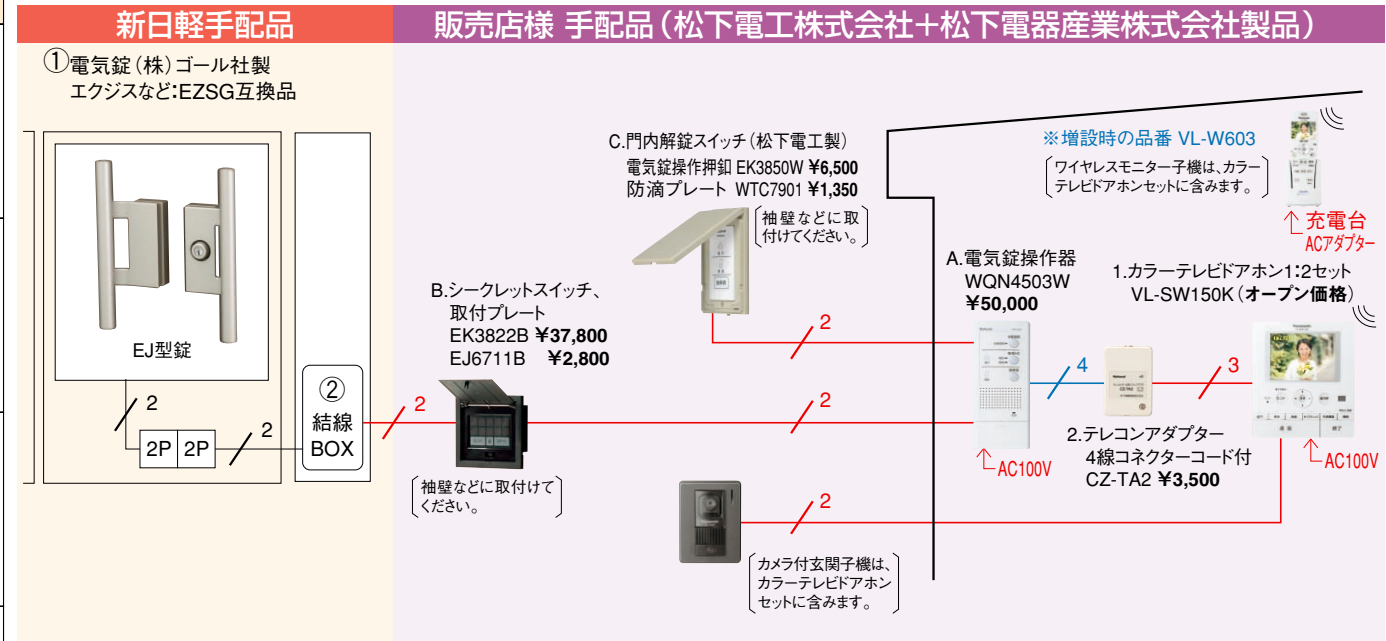 新日軽手配品
販売店様 手配品（松下電工株式会社＋松下電器産業株式会社製品）
①電気錠（株）ゴール社製
エクジスなど：EZSG互換品
EJ型錠
2
2P 2P
2
②
結線
BOX
2
B.シークレットスイッチ、
取付プレート
EK3822B ¥37,800
EJ6711B ¥2,800
袖壁などに取付けて
ください。
C.門内解錠スイッチ（松下電工製）
電気錠操作押釦 EK3850W ¥6,500
防滴プレート WTC7901 ¥1,350
袖壁などに取
付けてください。
2
2
2
カメラ付玄関子機は、
カラーテレビドアホン
セットに含みます。
A.電気錠操作器
WQN4503W
¥50,000
AC100V
4
2.テレコンアダプター
4線コネクターコード付
CZ-TA2 ¥3,500
3
※増設時の品番 VL-W603
ワイヤレスモニター子機は、カラー
テレビドアホンセットに含みます。
充電台
ACアダプター
1.カラーテレビドアホン1：2セット
VL-SW150K（オープン価格）
AC100V